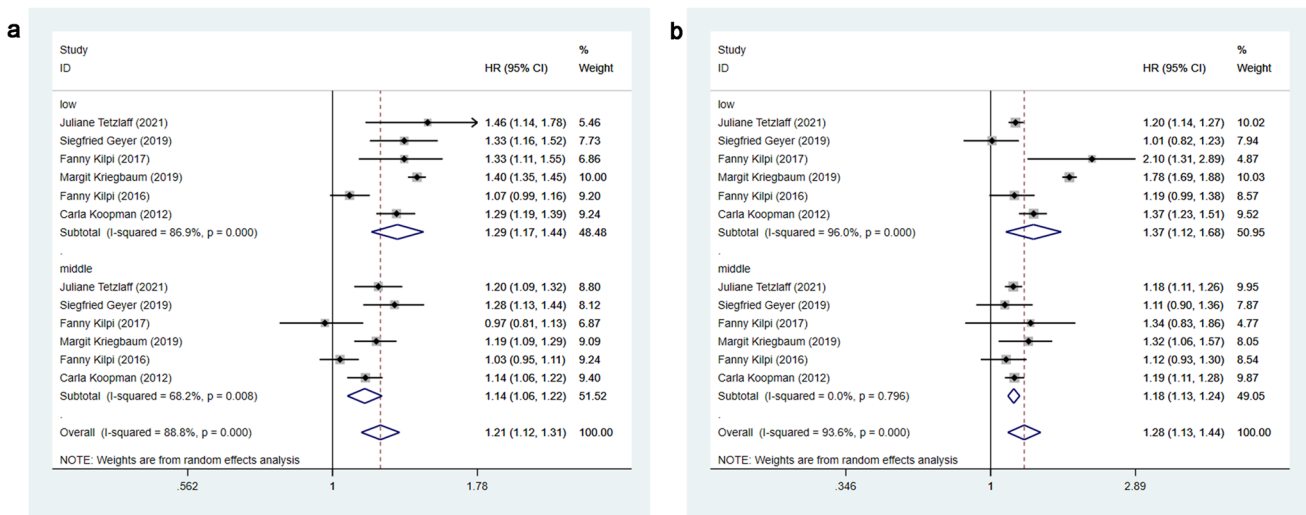 a
Study %
ID HR (95% CI) Weight
low
Juliane Tetzlaff (2021) 1.46 (1.14, 1.78) 5.46
Siegfried Geyer (2019) 1.33 (1.16, 1.52) 7.73
Fanny Kilpi (2017) 1.33 (1.11, 1.55) 6.86
Margit Kriegbaum (2019) 1.40 (1.35, 1.45) 10.00
Fanny Kilpi (2016) 1.07 (0.99, 1.16) 9.20
Carla Koopman (2012) 1.29 (1.19, 1.39) 9.24
Subtotal (I-squared = 86.9%, p = 0.000) 1.29 (1.17, 1.44) 48.48
.
middle
Juliane Tetzlaff (2021) 1.20 (1.09, 1.32) 8.80
Siegfried Geyer (2019) 1.28 (1.13, 1.44) 8.12
Fanny Kilpi (2017) 0.97 (0.81, 1.13) 6.87
Margit Kriegbaum (2019) 1.19 (1.09, 1.29) 9.09
Fanny Kilpi (2016) 1.03 (0.95, 1.11) 9.24
Carla Koopman (2012) 1.14 (1.06, 1.22) 9.40
Subtotal (I-squared = 68.2%, p = 0.008) 1.14 (1.06, 1.22) 51.52
.
Overall (I-squared = 88.8%, p = 0.000) 1.21 (1.12, 1.31) 100.00
NOTE: Weights are from random effects analysis
.562 1 1.78
b
Study %
ID HR (95% CI) Weight
low
Juliane Tetzlaff (2021) 1.20 (1.14, 1.27) 10.02
Siegfried Geyer (2019) 1.01 (0.82, 1.23) 7.94
Fanny Kilpi (2017) 2.10 (1.31, 2.89) 4.87
Margit Kriegbaum (2019) 1.78 (1.69, 1.88) 10.03
Fanny Kilpi (2016) 1.19 (0.99, 1.38) 8.57
Carla Koopman (2012) 1.37 (1.23, 1.51) 9.52
Subtotal (I-squared = 96.0%, p = 0.000) 1.37 (1.12, 1.68) 50.95
.
middle
Juliane Tetzlaff (2021) 1.18 (1.11, 1.26) 9.95
Siegfried Geyer (2019) 1.11 (0.90, 1.36) 7.87
Fanny Kilpi (2017) 1.34 (0.83, 1.86) 4.77
Margit Kriegbaum (2019) 1.32 (1.06, 1.57) 8.05
Fanny Kilpi (2016) 1.12 (0.93, 1.30) 8.54
Carla Koopman (2012) 1.19 (1.11, 1.28) 9.87
Subtotal (I-squared = 0.0%, p = 0.796) 1.18 (1.13, 1.24) 49.05
.
Overall (I-squared = 93.6%, p = 0.000) 1.28 (1.13, 1.44) 100.00
NOTE: Weights are from random effects analysis
.346 1 2.89